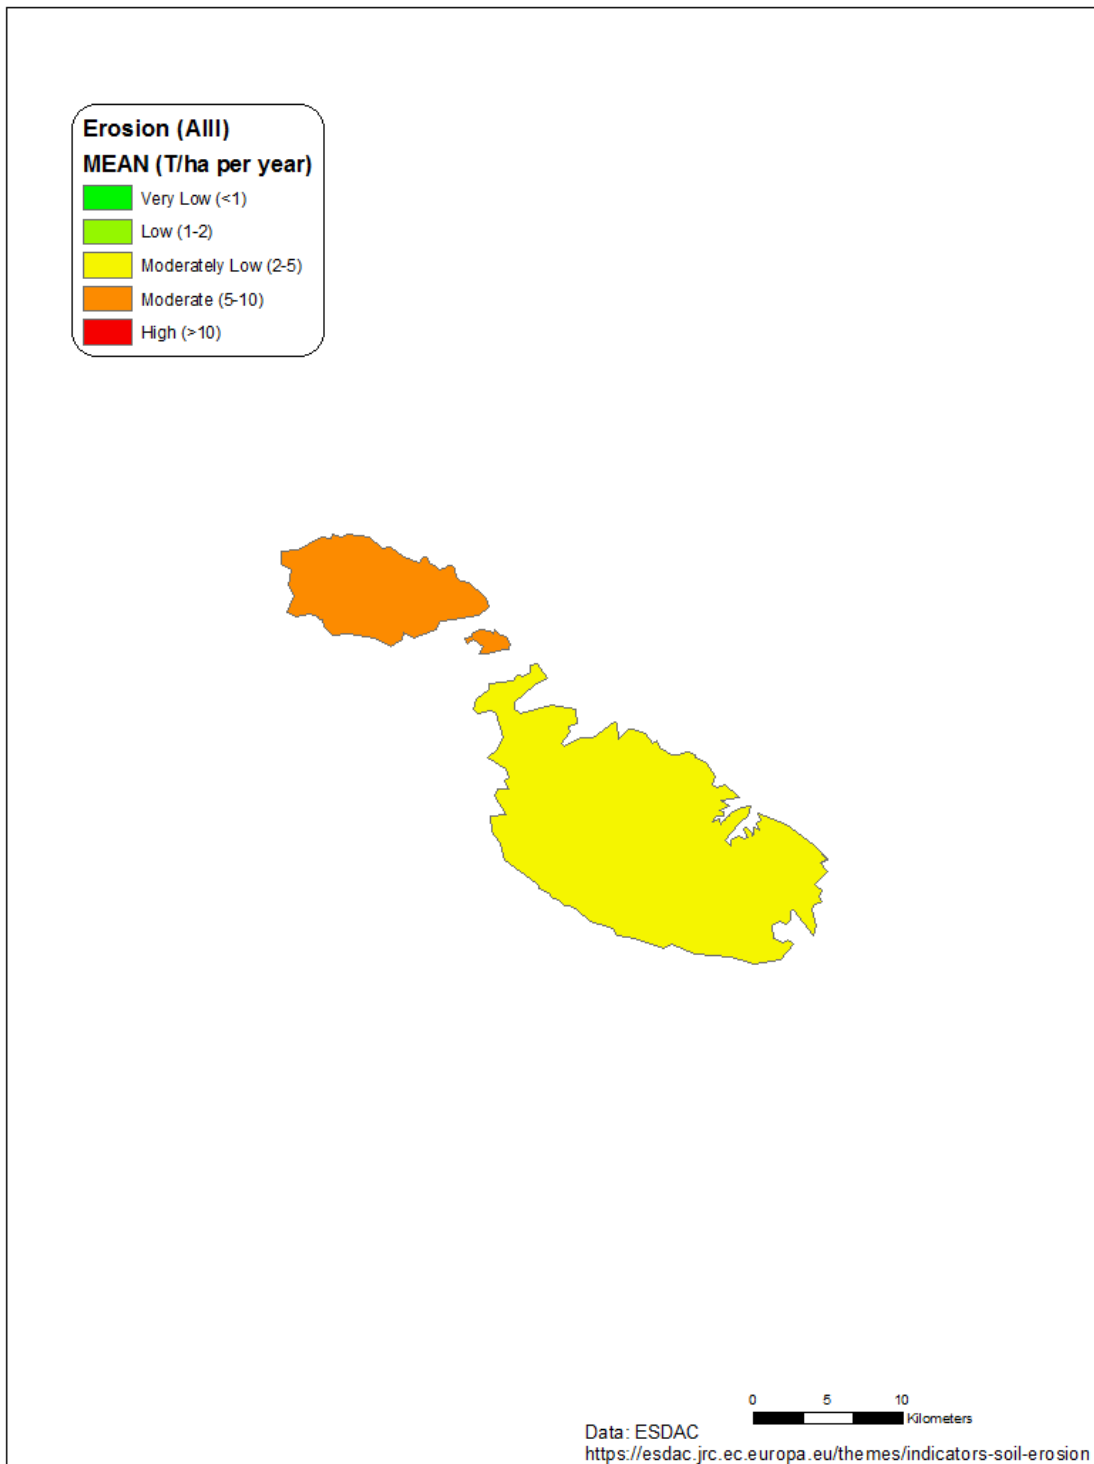 Erosion (AIII)
MEAN (T/ha per year)
Very Low (<1)
Low (1-2)
Moderately Low (2-5)
Moderate (5-10)
High (>10)
0 5 10
Kilometers
Data: ESDAC
https://esdac.jrc.ec.europa.eu/themes/indicators-soil-erosion